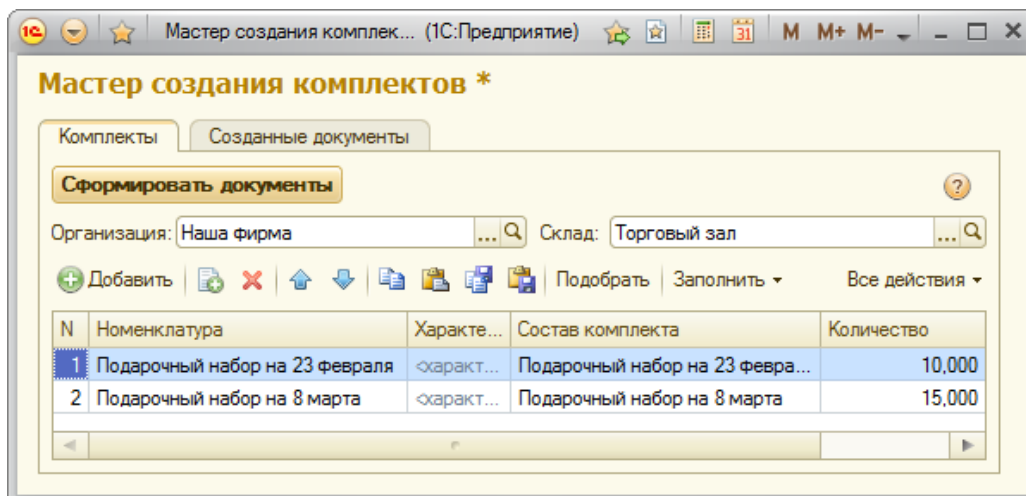 1С Мастер создания комплек... (1С:Предприятие) 31 M M+ M-
Мастер создания комплектов *
Комплекты Созданные документы
Сформировать документы ?
Организация: Наша фирма ... Склад: Торговый зал ...
Добавить Подобрать Заполнить Все действия
N Номенклатура Характе... Состав комплекта Количество
1 Подарочный набор на 23 февраля <характ... Подарочный набор на 23 февра... 10,000
2 Подарочный набор на 8 марта <характ... Подарочный набор на 8 марта 15,000